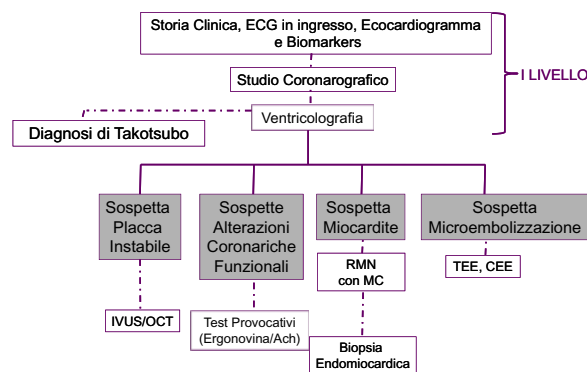 Storia Clinica, ECG in ingresso, Ecocardiogramma
e Biomarkers
I LIVELLO
Studio Coronarografico
Ventricolografia
Diagnosi di Takotsubo
Sospetta
Placca
Instabile
Sospette
Alterazioni
Coronariche
Funzionali
Sospetta
Miocardite
Sospetta
Microembolizzazione
IVUS/OCT
Test Provocativi
(Ergonovina/Ach)
RMN
con MC
TEE, CEE
Biopsia
Endomiocardica